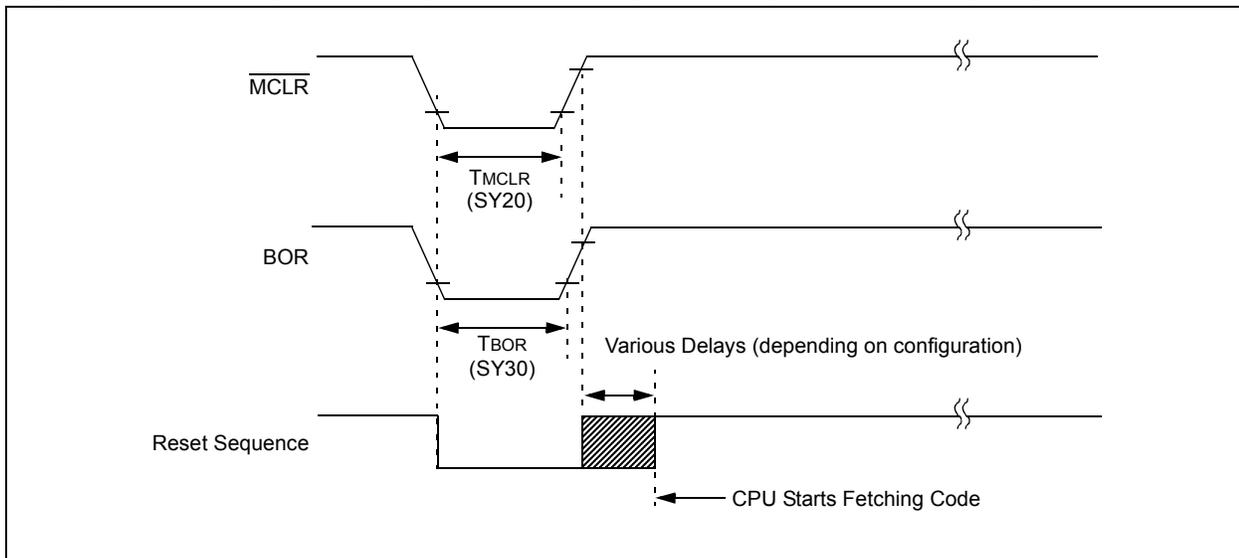 MCLR
TMCLR
(SY20)
BOR
TBOR
(SY30)
Various Delays (depending on configuration)
Reset Sequence
CPU Starts Fetching Code